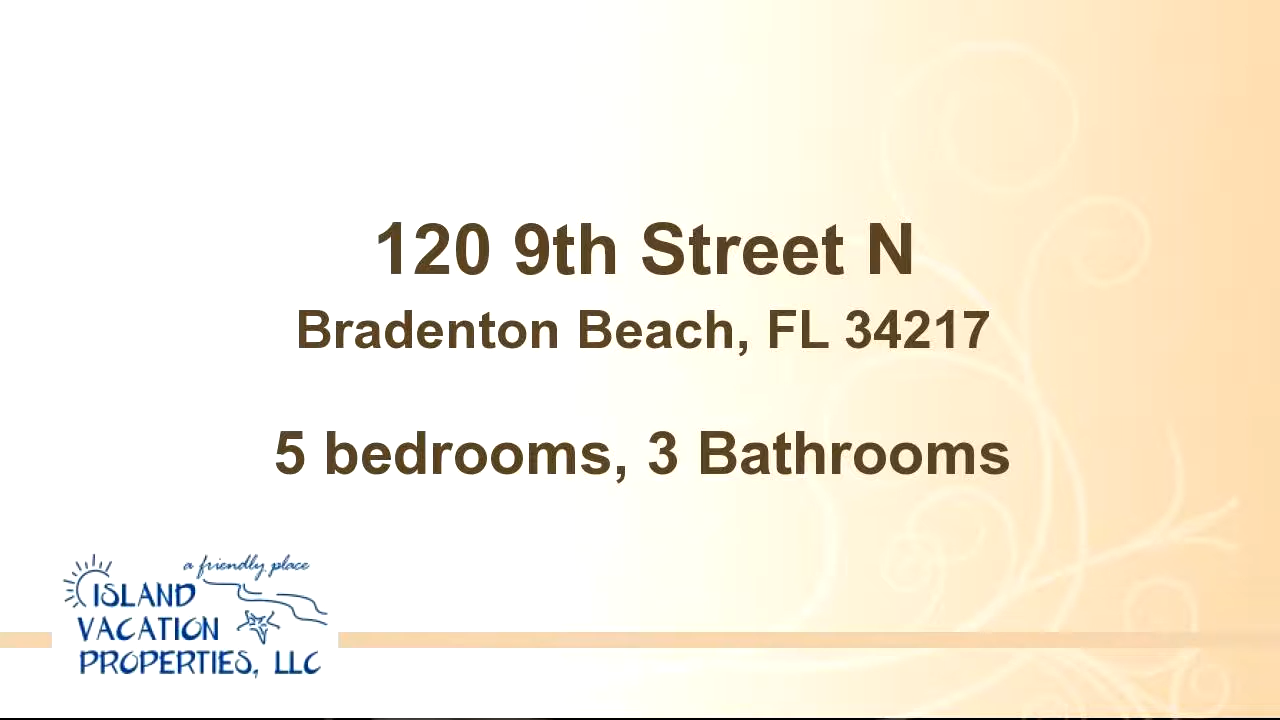 120 9th Street N
Bradenton Beach, FL 34217
5 bedrooms, 3 Bathrooms
a friendly place
ISLAND
VACATION
PROPERTIES, LLC